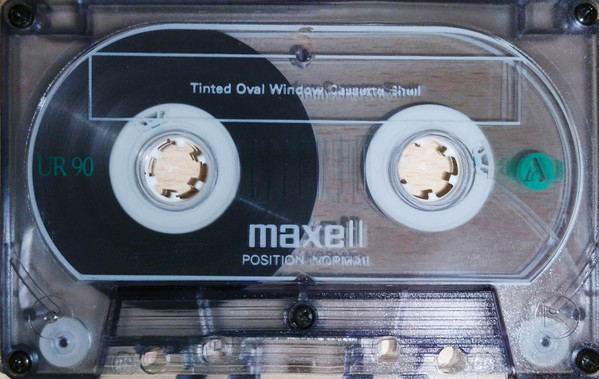 Tinted Oval Window Cassette Shell
UR 90
A
maxell
POSITION NORMAL